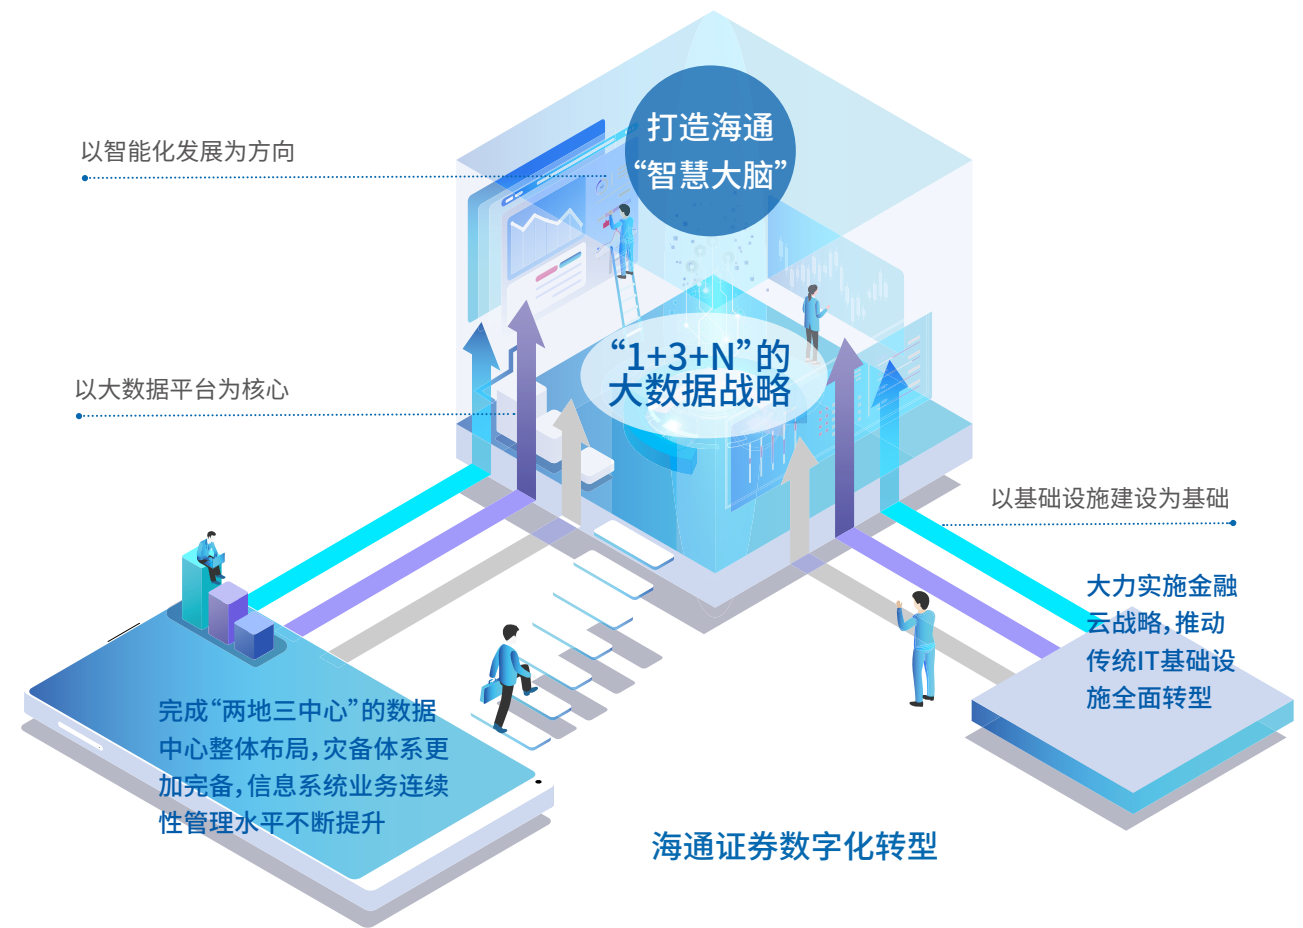 打造海通
“智慧大脑”
以智能化发展为方向
“1+3+N”的
大数据战略
以大数据平台为核心
以基础设施建设为基础
大力实施金融
云战略,推动
传统IT基础设
施全面转型
完成“两地三中心”的数据
中心整体布局,灾备体系更
加完备,信息系统业务连续
性管理水平不断提升
海通证券数字化转型